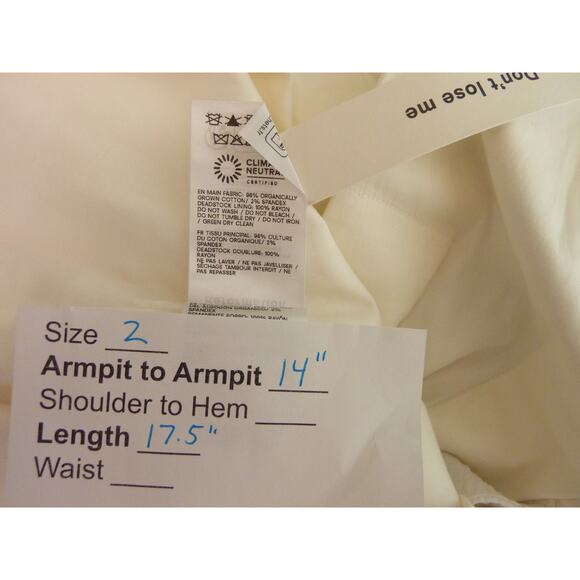 Don't lose me
CLIMA
NEUTRA
CERTIFIED
EN MAIN FABRIC: 98% ORGANICALLY
GROWN COTTON/ 2% SPANDEX
DEADSTOCK LINING: 100% RAYON
DO NOT WASH / DO NOT BLEACH /
DO NOT TUMBLE DRY / DO NOT IRON
/ GREEN DRY CLEAN
FR TISSU PRINCIPAL: 98% CULTURE
DU COTON ORGANIQUE/ 2%
SPANDEX
DEADSTOCK DOUBLURE: 100%
RAYON
NE PAS LAVER / NE PAS JAVELLISER /
SÉCHAGE TAMBOUR INTERDIT / NE
PAS REPASSER
Size 2
Armpit to Armpit 14"
Shoulder to Hem
Length 17.5"
Waist